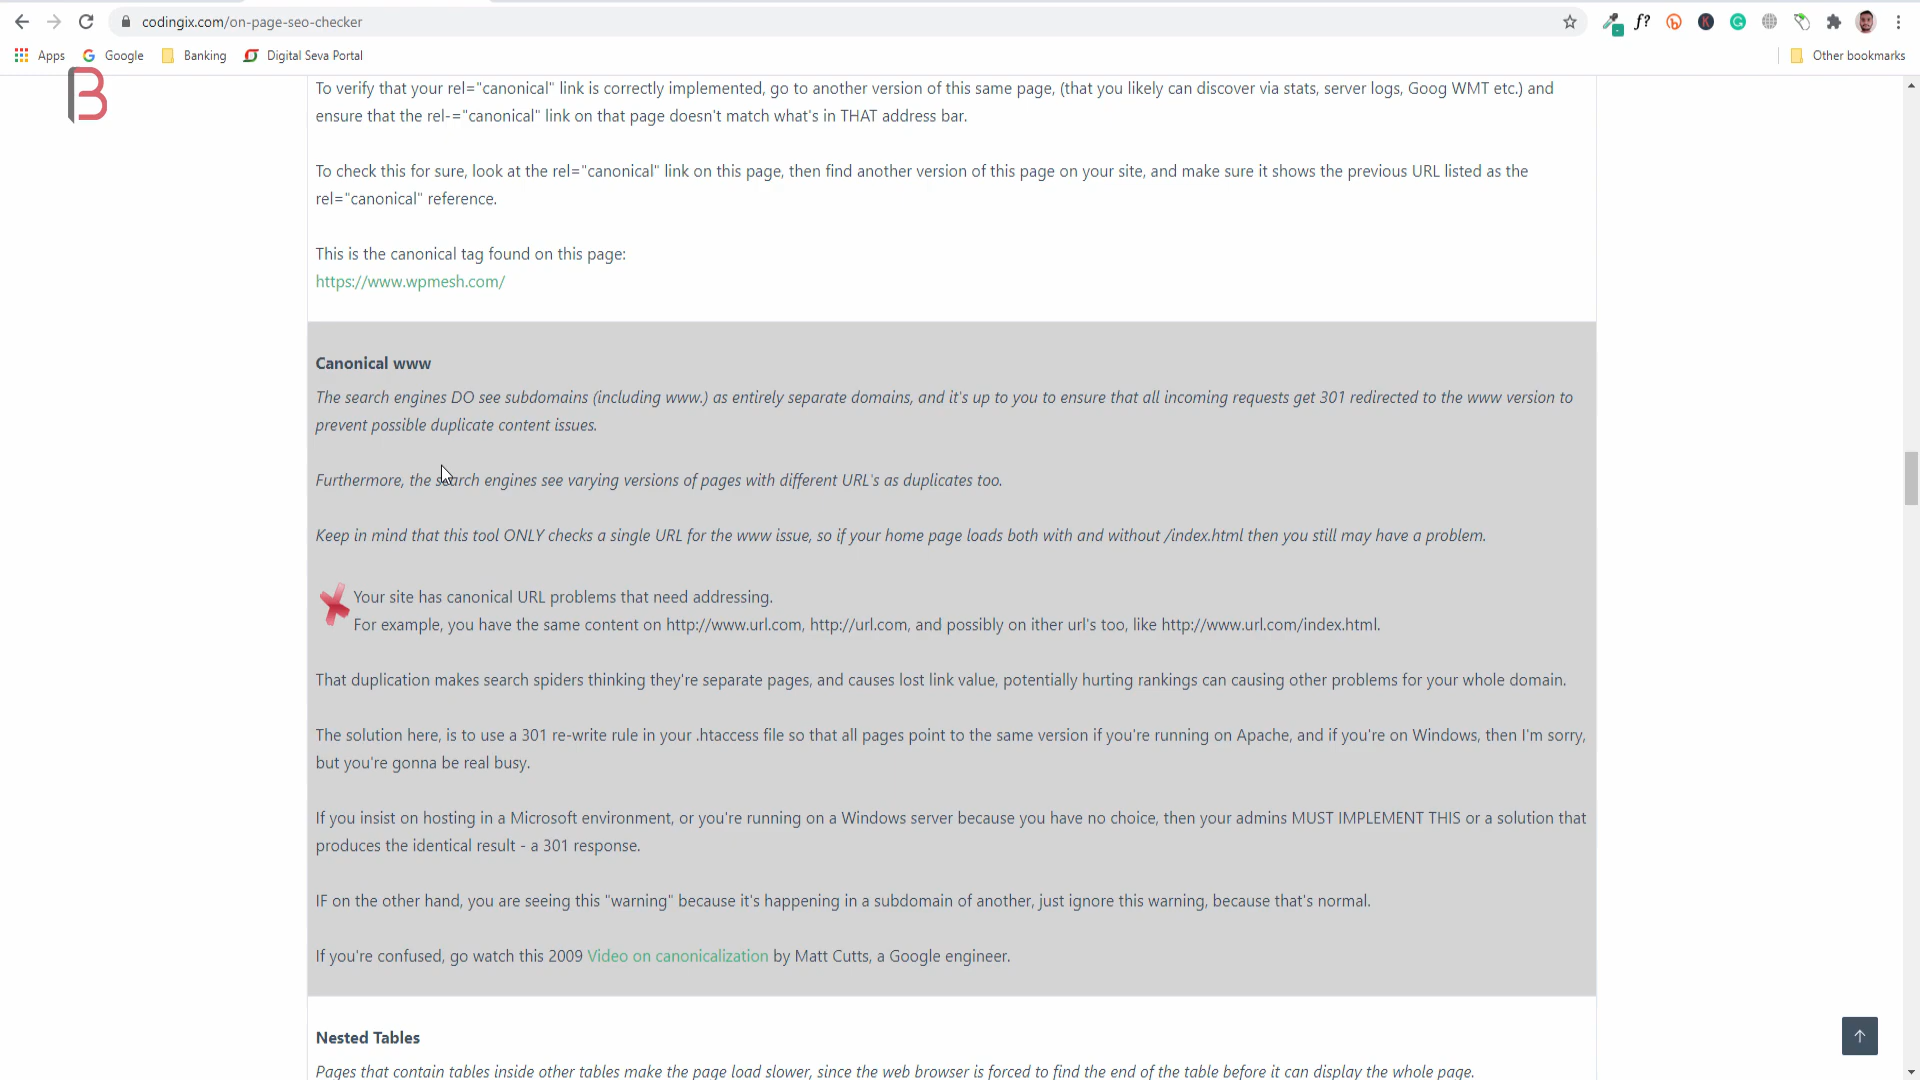 codingix.com/on-page-seo-checker
f?
Apps Google Banking Digital Seva Portal Other bookmarks
B
To verify that your rel="canonical" link is correctly implemented, go to another version of this same page, (that you likely can discover via stats, server logs, Goog WMT etc.) and
ensure that the rel-="canonical" link on that page doesn't match what's in THAT address bar.
To check this for sure, look at the rel="canonical" link on this page, then find another version of this page on your site, and make sure it shows the previous URL listed as the
rel="canonical" reference.
This is the canonical tag found on this page:
https://www.wpmesh.com/
Canonical www
The search engines DO see subdomains (including www.) as entirely separate domains, and it's up to you to ensure that all incoming requests get 301 redirected to the www version to
prevent possible duplicate content issues.
Furthermore, the search engines see varying versions of pages with different URL's as duplicates too.
Keep in mind that this tool ONLY checks a single URL for the www issue, so if your home page loads both with and without /index.html then you still may have a problem.
Your site has canonical URL problems that need addressing.
For example, you have the same content on http://www.url.com, http://url.com, and possibly on ither url's too, like http://www.url.com/index.html.
That duplication makes search spiders thinking they're separate pages, and causes lost link value, potentially hurting rankings can causing other problems for your whole domain.
The solution here, is to use a 301 re-write rule in your .htaccess file so that all pages point to the same version if you're running on Apache, and if you're on Windows, then I'm sorry,
but you're gonna be real busy.
If you insist on hosting in a Microsoft environment, or you're running on a Windows server because you have no choice, then your admins MUST IMPLEMENT THIS or a solution that
produces the identical result - a 301 response.
IF on the other hand, you are seeing this "warning" because it's happening in a subdomain of another, just ignore this warning, because that's normal.
If you're confused, go watch this 2009 Video on canonicalization by Matt Cutts, a Google engineer.
Nested Tables
Pages that contain tables inside other tables make the page load slower, since the web browser is forced to find the end of the table before it can display the whole page.